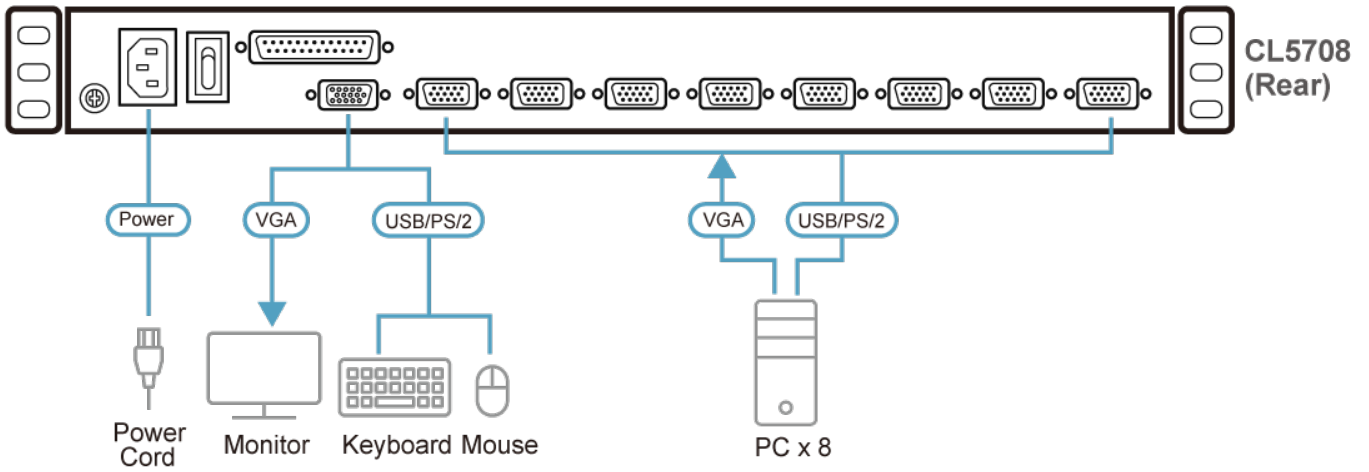 CL5708
(Rear)
Power
VGA
USB/PS/2
VGA
USB/PS/2
Power
Cord
Monitor
Keyboard
Mouse
PC x 8